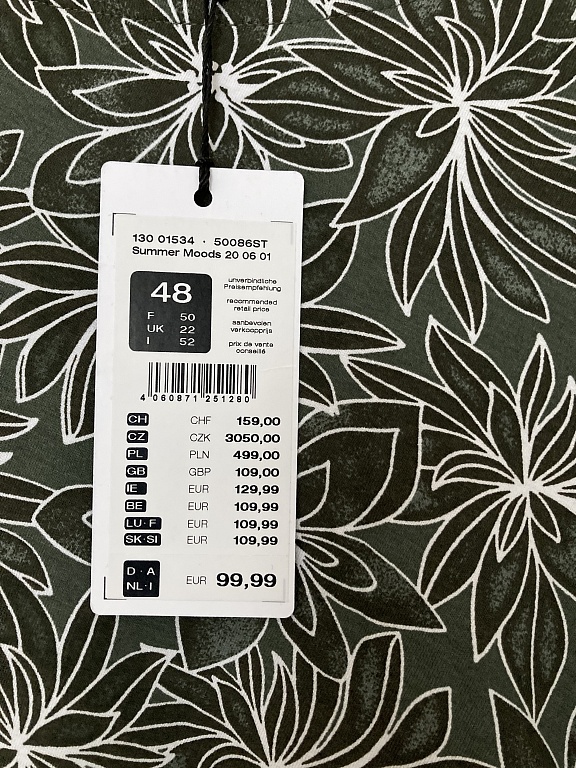 130 01534 · 50086ST
Summer Moods 20 06 01
48
F 50
UK 22
I 52
unverbindliche
Preisempfehlung
recommended
retail price
aanbevolen
verkoopprijs
prix de vente
conseillé
4 060871 251280
CH CHF 159,00
CZ CZK 3050,00
PL PLN 499,00
GB GBP 109,00
IE EUR 129,99
BE EUR 109,99
LU·F EUR 109,99
SK·SI EUR 109,99
D·A
NL·I EUR 99,99